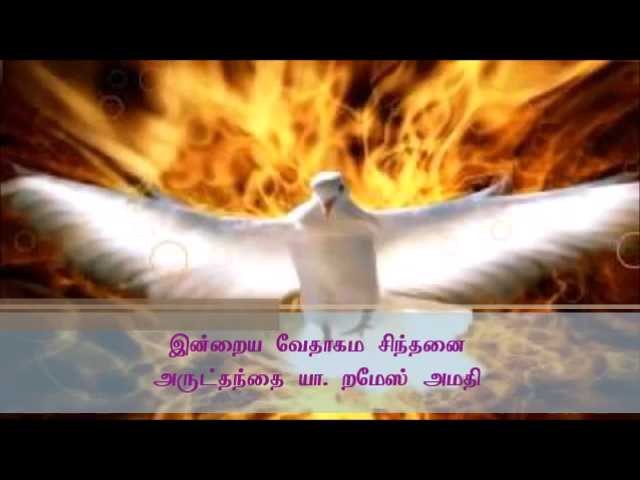 இன்றைய வேதாகம சிந்தனை
அருட்தந்தை யா. றமேஸ் அமதி